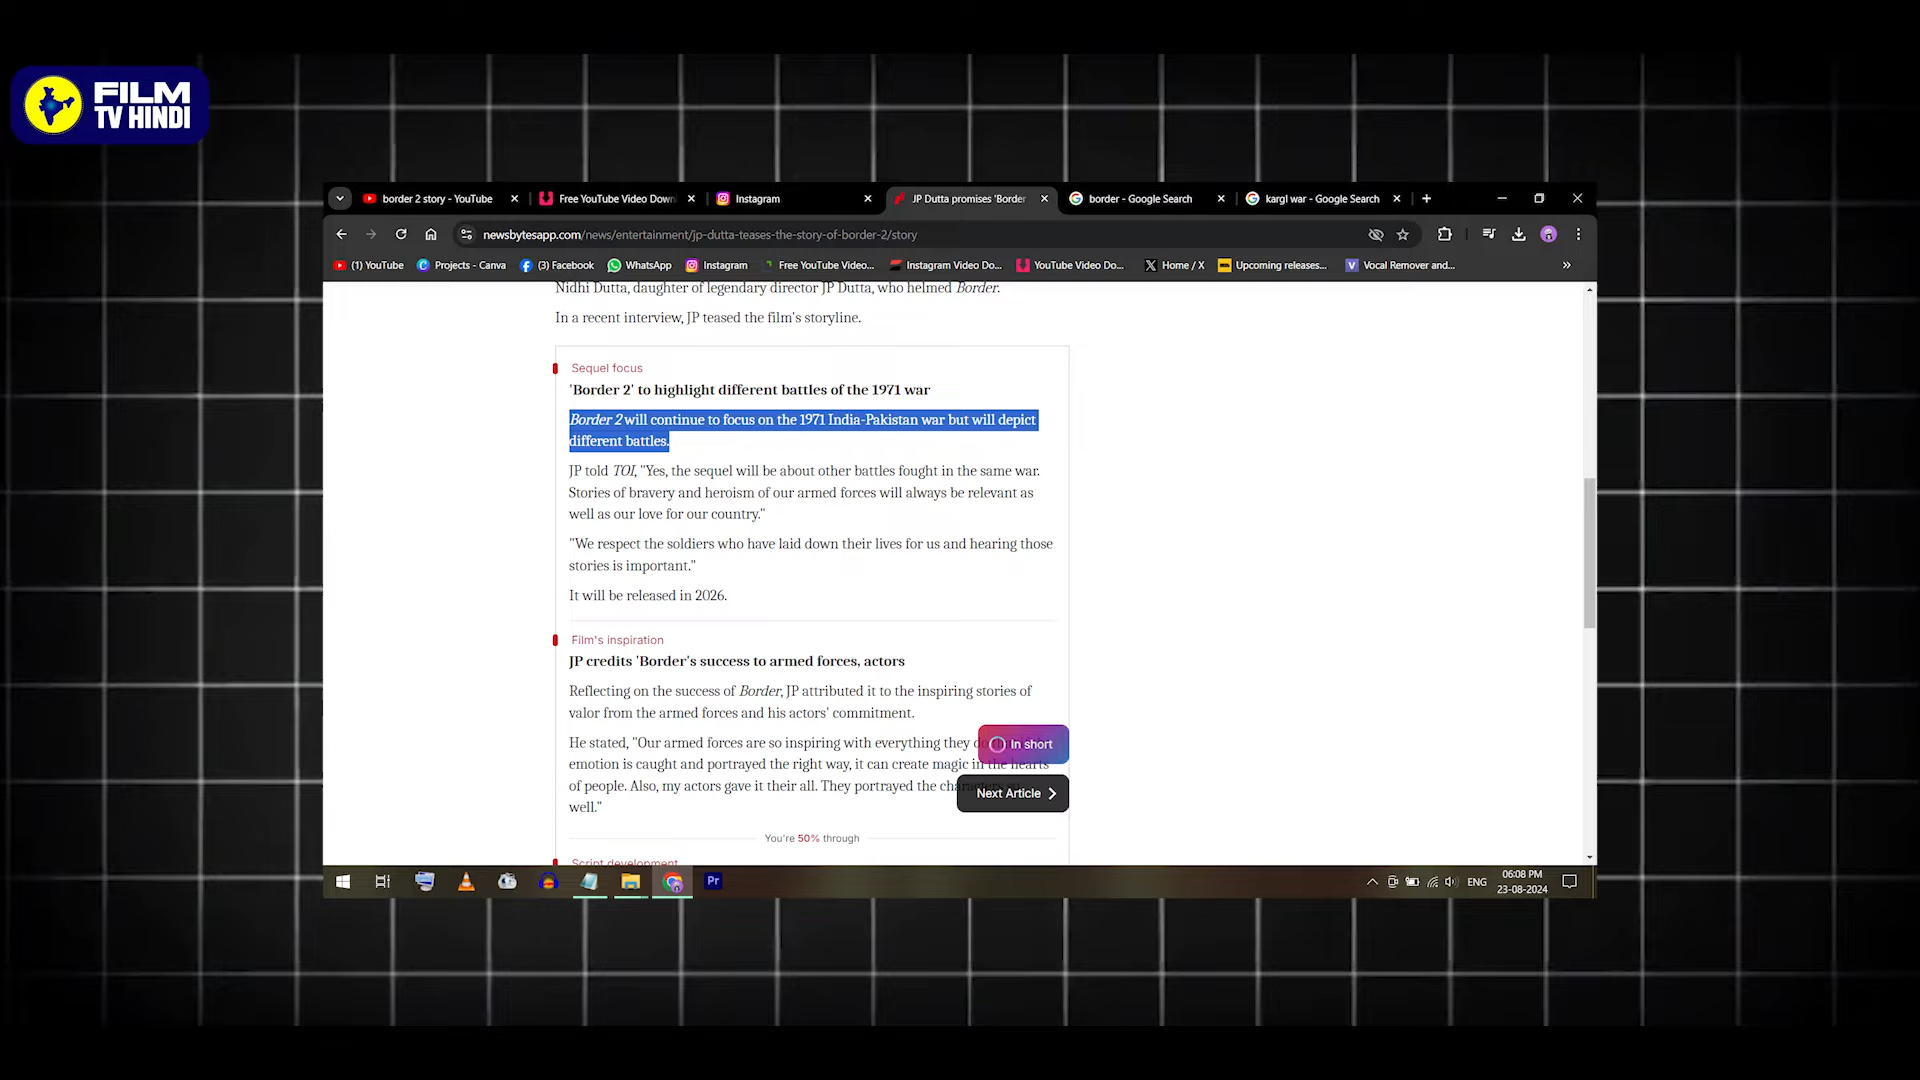 FILM
TV HINDI
border 2 story - YouTube
Free YouTube Video Down
Instagram
JP Dutta promises 'Border
border - Google Search
kargl war - Google Search
newsbytesapp.com/news/entertainment/jp-dutta-teases-the-story-of-border-2/story
(1) YouTube
Projects - Canva
(3) Facebook
WhatsApp
Instagram
Free YouTube Video...
Instagram Video Do...
YouTube Video Do...
Home / X
Upcoming releases...
Vocal Remover and...
Nidhi Dutta, daughter of legendary director JP Dutta, who helmed Border.
In a recent interview, JP teased the film's storyline.
Sequel focus
'Border 2' to highlight different battles of the 1971 war
Border 2 will continue to focus on the 1971 India-Pakistan war but will depict
different battles.
JP told TOI, "Yes, the sequel will be about other battles fought in the same war.
Stories of bravery and heroism of our armed forces will always be relevant as
well as our love for our country."
"We respect the soldiers who have laid down their lives for us and hearing those
stories is important."
It will be released in 2026.
Film's inspiration
JP credits 'Border's success to armed forces, actors
Reflecting on the success of Border, JP attributed it to the inspiring stories of
valor from the armed forces and his actors' commitment.
He stated, "Our armed forces are so inspiring with everything they
In short
emotion is caught and portrayed the right way, it can create magic in the hearts
of people. Also, my actors gave it their all. They portrayed the
Next Article
well."
You're 50% through
Script development
Pr
ENG
06:08 PM
23-08-2024